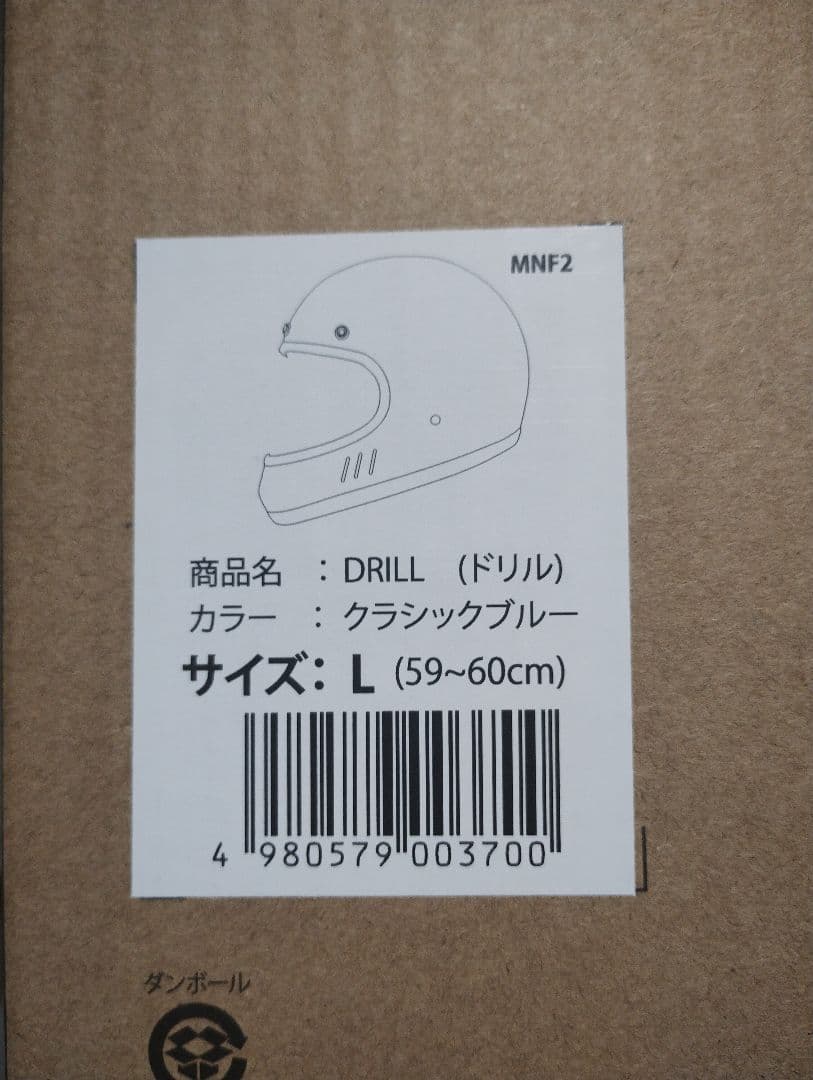 MNF2
商品名 : DRILL (ドリル)
カラー : クラシックブルー
サイズ: L (59~60cm)
4 980579 003700
ダンボール